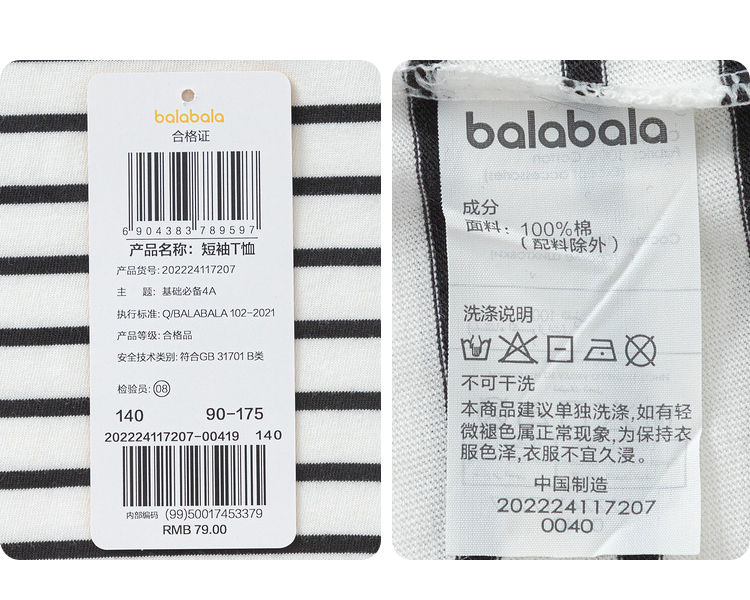 balabala
合格证
6 904383 789597
产品名称: 短袖T恤
产品货号: 202224117207
主 题: 基础必备4A
执行标准: Q/BALABALA 102-2021
产品等级: 合格品
安全技术类别: 符合GB 31701 B类
检验员: 08
140 90-175
202224117207-00419 140
内部编码 (99)50017453379
RMB 79.00
balabala
成分
面料: 100%棉
(配料除外)
洗涤说明
不可干洗
本商品建议单独洗涤,如有轻
微褪色属正常现象,为保持衣
服色泽,衣服不宜久浸。
中国制造
202224117207
0040